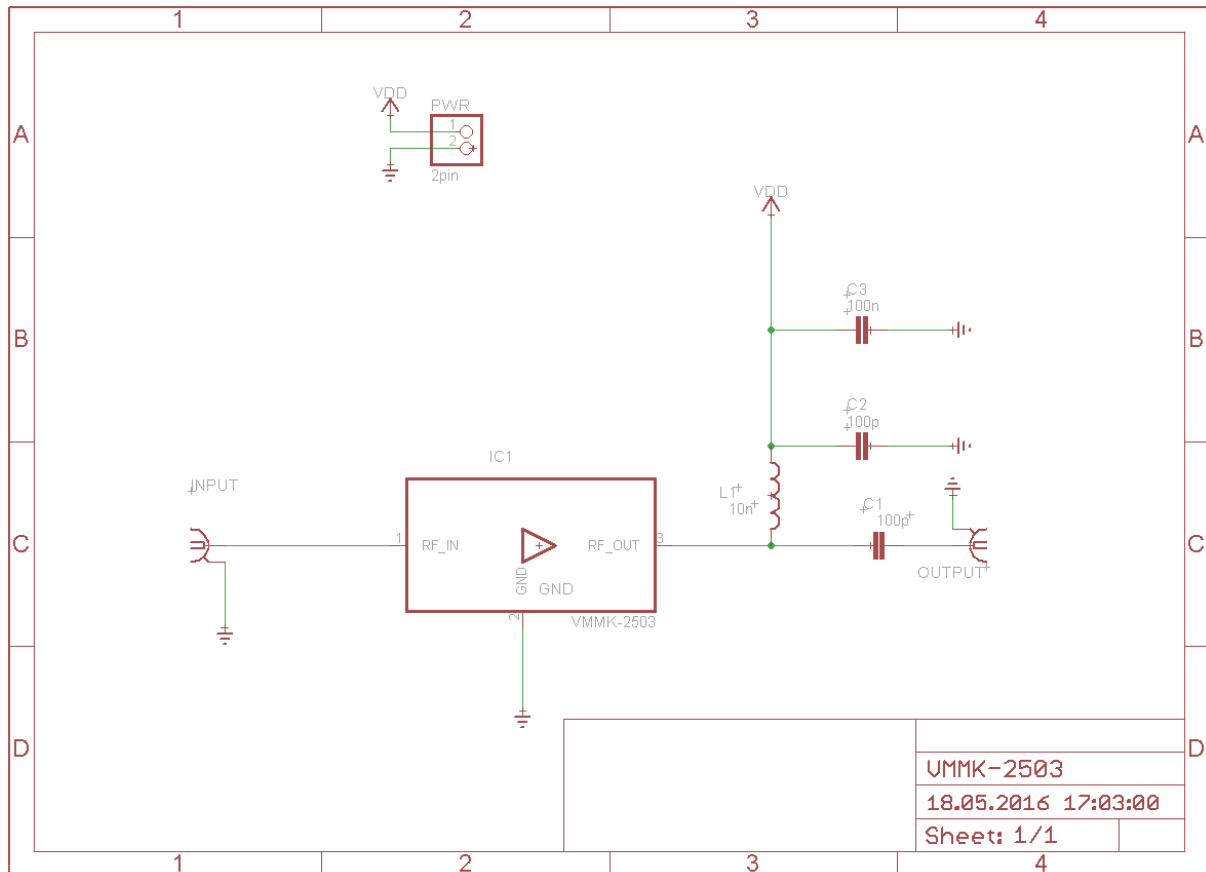 1 2 3 4
A A
VDD
PWR
1
2
2pin
VDD
B B
C3
100n
C2
100p
IC1
INPUT
L1
10n
C1
100p
C C
1 RF_IN RF_OUT 3
GND GND
OUTPUT
2
VMMK-2503
D D
VMMK-2503
18.05.2016 17:03:00
Sheet: 1/1
1 2 3 4